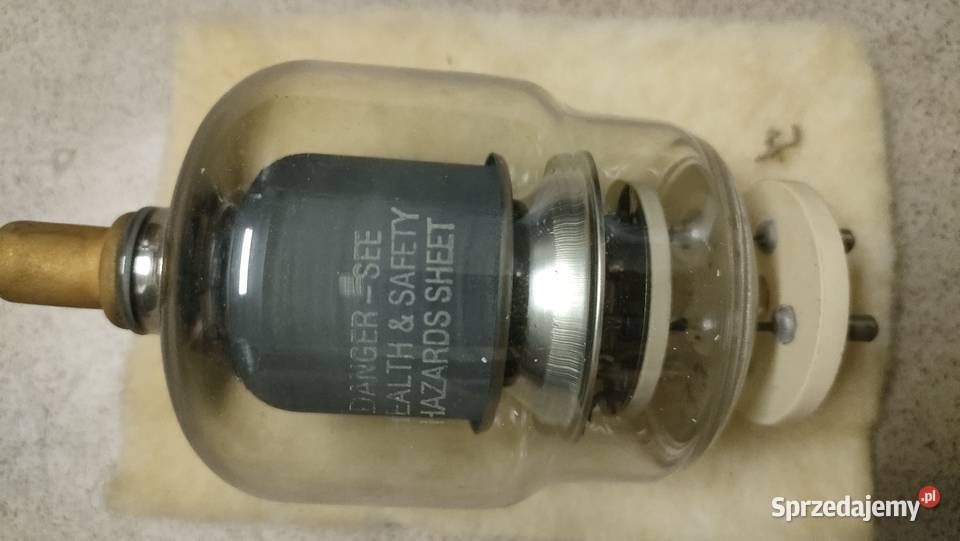 DANGER – SEE
EALTH & SAFETY
HAZARDS SHEET
Sprzedajemy.pl